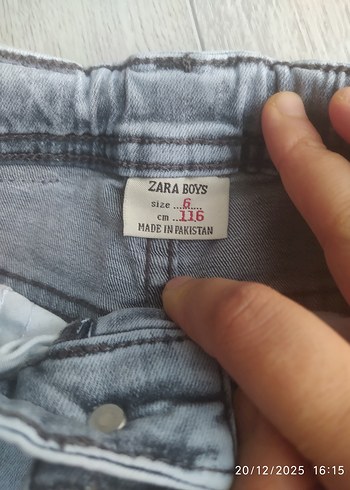 ZARA BOYS
size ...6....
cm ...116
MADE IN PAKISTAN
20/12/2025 16:15